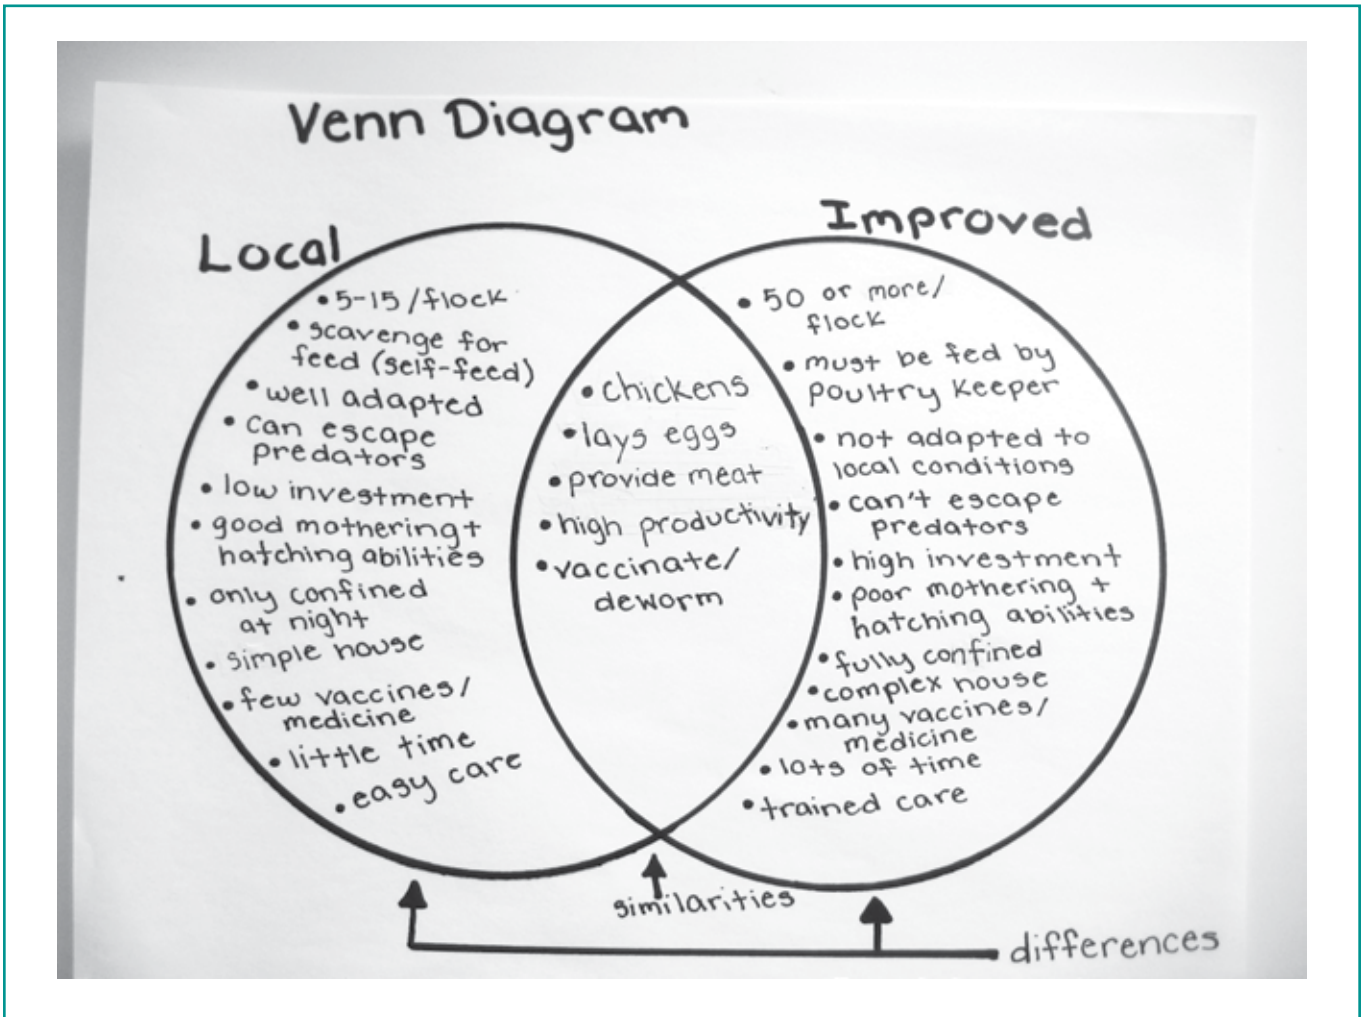 Venn Diagram
Local
• 5-15/flock
• scavenge for
feed (self-feed)
• well adapted
• can escape
predators
• low investment
• good mothering +
hatching abilities
• only confined
at night
• simple house
• few vaccines/
medicine
• little time
• easy care
• chickens
• lays eggs
• provide meat
• high productivity
• vaccinate/
deworm
Improved
• 50 or more/
flock
• must be fed by
poultry keeper
• not adapted to
local conditions
• can't escape
predators
• high investment
• poor mothering +
hatching abilities
• fully confined
• complex house
• many vaccines/
medicine
• lots of time
• trained care
similarities
differences